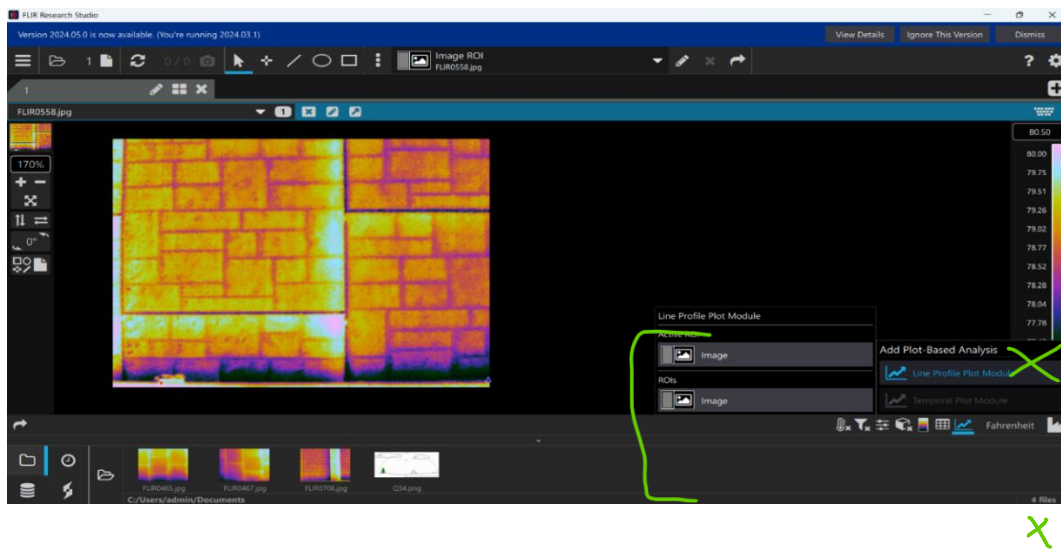 FLIR Research Studio
Version 2024.05.0 is now available. (You're running 2024.03.1) View Details Ignore This Version Dismiss
1 0 / 0 Image ROI
FLIR0558.jpg
?
1
FLIR0558.jpg 1
80.50
170%
80.00
79.75
79.51
79.26
79.02
0°
78.77
78.52
78.28
78.04
Line Profile Plot Module
77.78
ACTIVE ROI
Add Plot-Based Analysis
Image
Line Profile Plot Module
ROIs
Image
Temporal Plot Module
Fahrenheit
FLIR0465.jpg FLIR0467.jpg FLIR0706.jpg Q34.png
C:/Users/admin/Documents 4 files
X